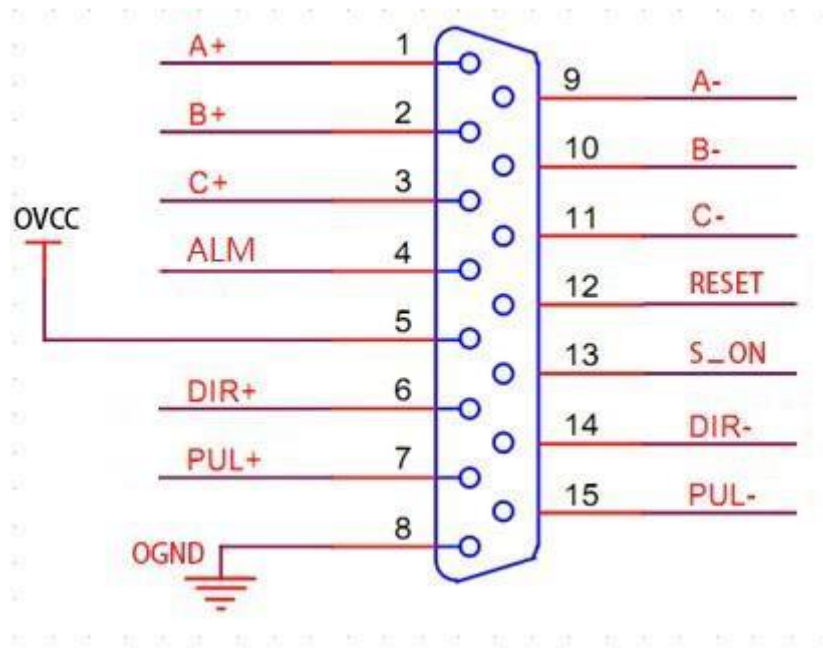 A+ 1
9 A-
B+ 2
10 B-
C+ 3
11 C-
OVCC
ALM 4
12 RESET
5
13 S_ON
DIR+ 6
14 DIR-
PUL+ 7
15 PUL-
8
OGND